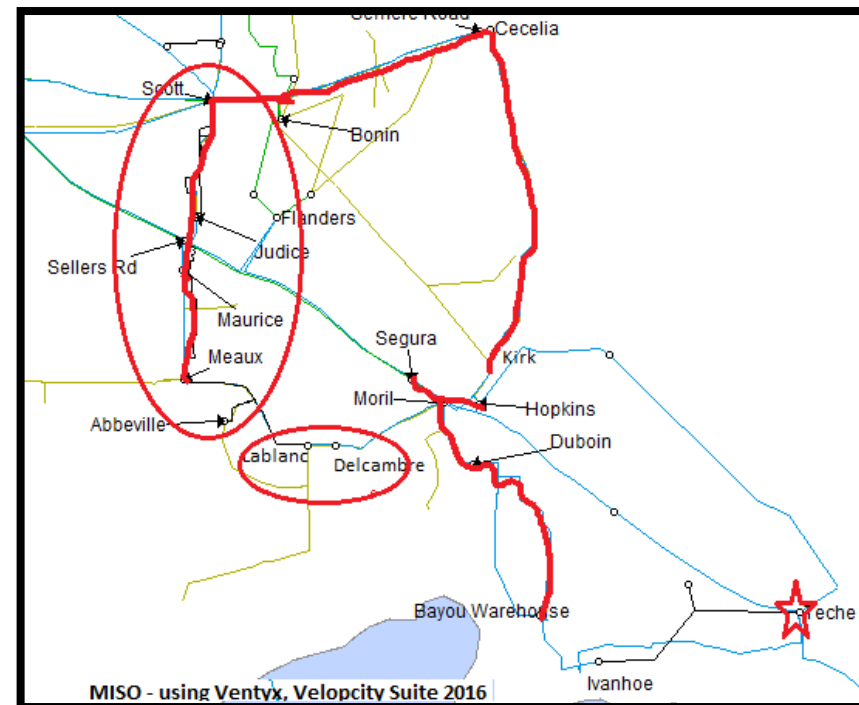 Cecelia
Scott
Bonin
Flanders
Judice
Sellers Rd
Maurice
Segura
Meaux
Kirk
Moril
Hopkins
Abbeville
Duboin
Lablanc
Delcambre
Bayou Warehouse
Teche
Ivanhoe
MISO - using Ventyx, Velopcity Suite 2016